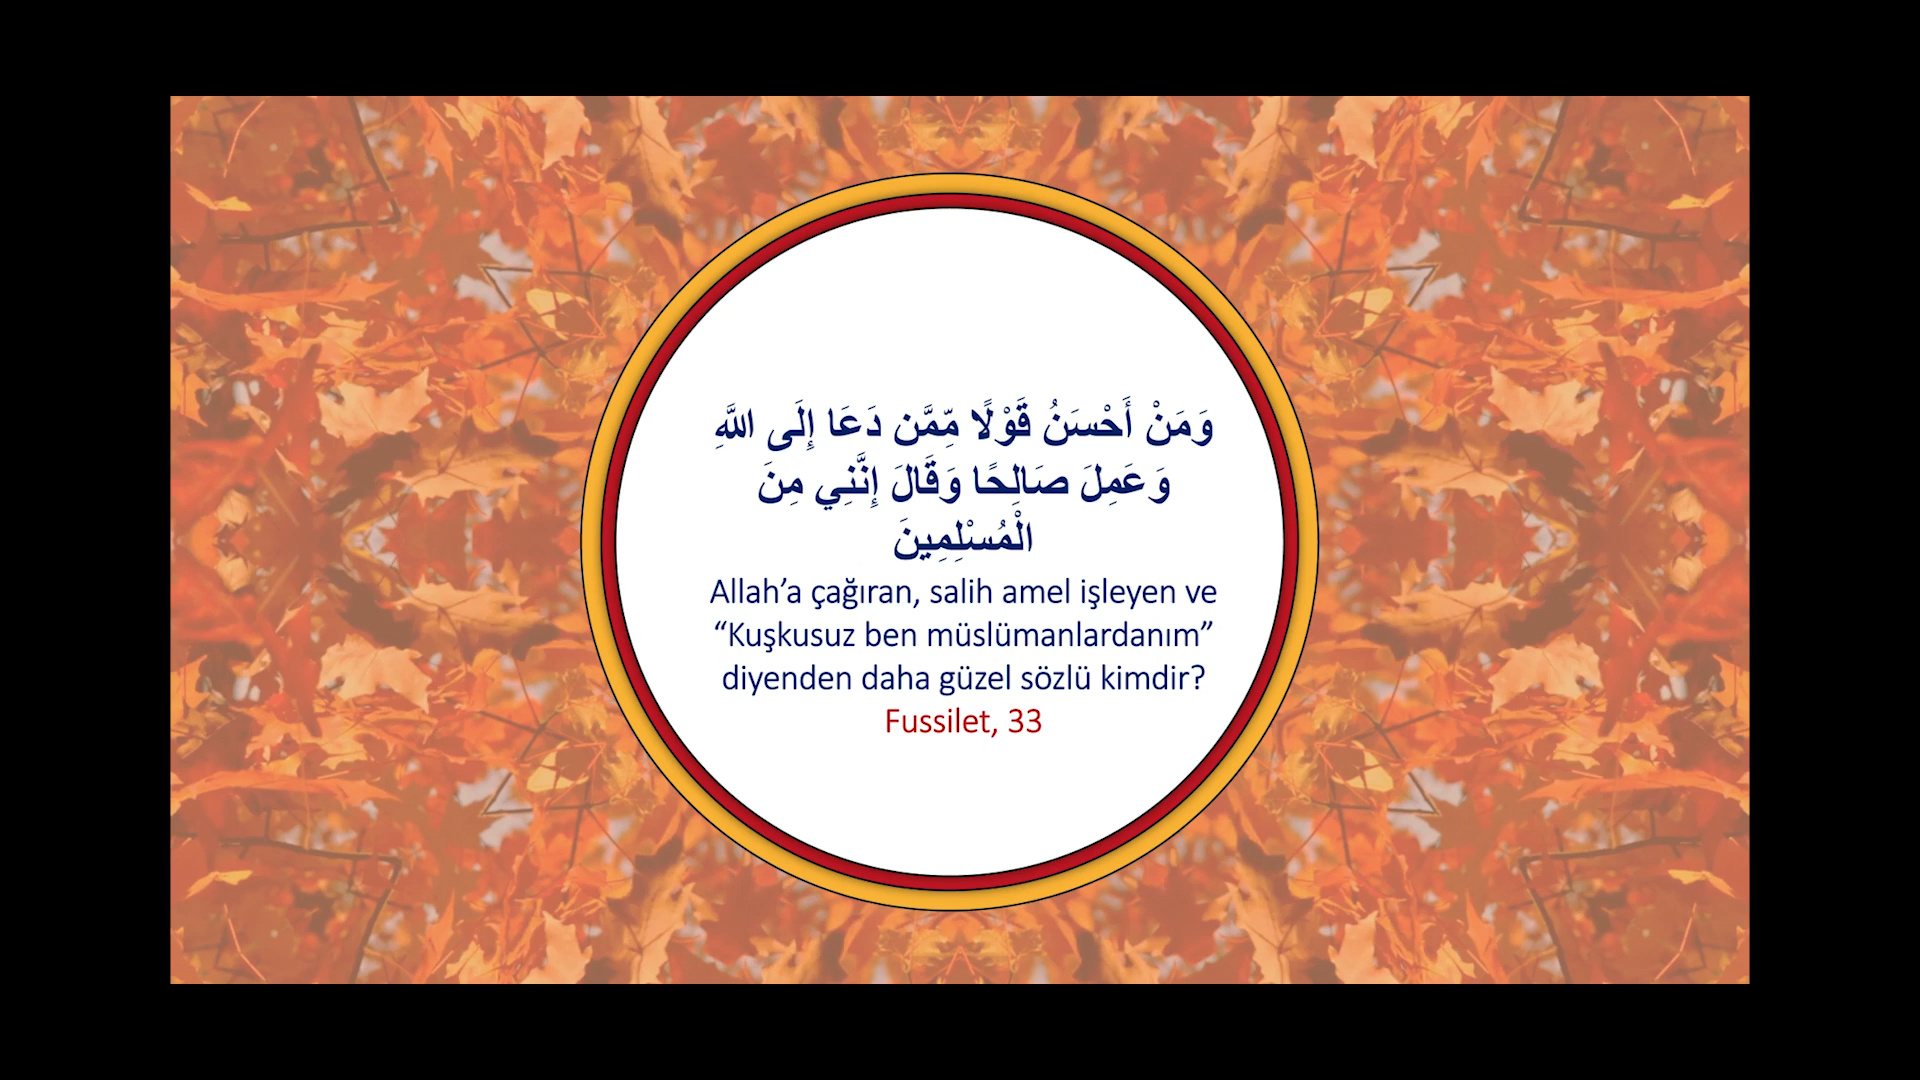 وَمَنْ أَحْسَنُ قَوْلًا مِّمَّن دَعَا إِلَى اللَّهِ
وَعَمِلَ صَالِحًا وَقَالَ إِنَّنِي مِنَ
الْمُسْلِمِينَ
Allah’a çağıran, salih amel işleyen ve
“Kuşkusuz ben müslümanlardanım”
diyenden daha güzel sözlü kimdir?
Fussilet, 33